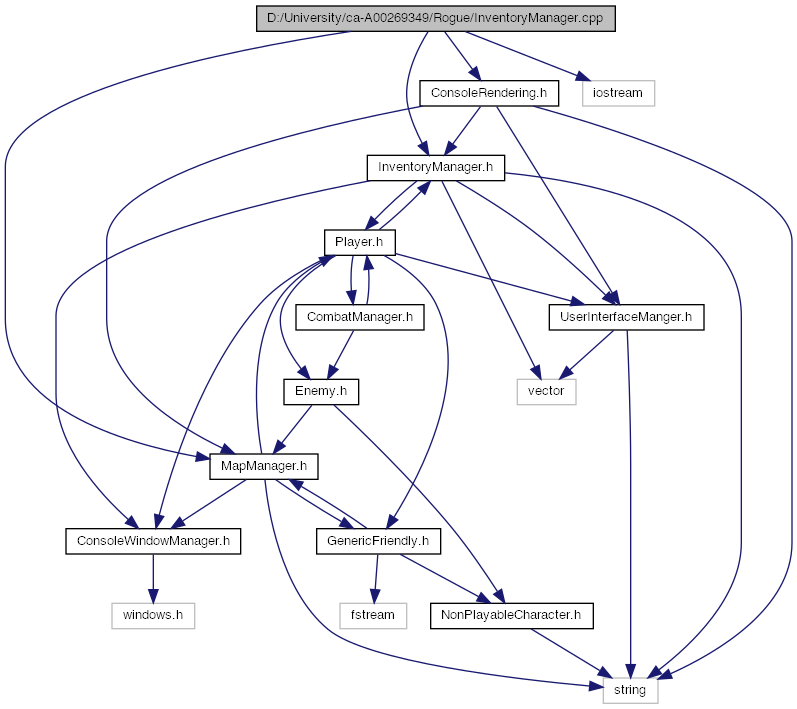 D:/University/ca-A00269349/Rogue/InventoryManager.cpp
ConsoleRendering.h
iostream
InventoryManager.h
Player.h
CombatManager.h
UserInterfaceManger.h
Enemy.h
vector
MapManager.h
ConsoleWindowManager.h
GenericFriendly.h
windows.h
fstream
NonPlayableCharacter.h
string